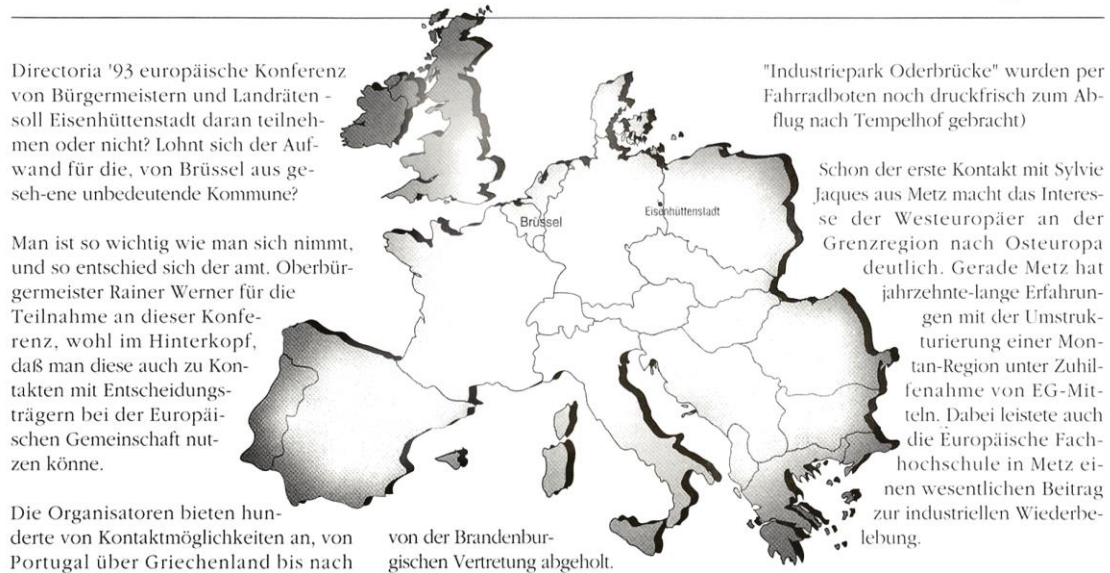 Directoria '93 europäische Konferenz
von Bürgermeistern und Landräten -
soll Eisenhüttenstadt daran teilneh-
men oder nicht? Lohnt sich der Auf-
wand für die, von Brüssel aus ge-
seh-ene unbedeutende Kommune?
Man ist so wichtig wie man sich nimmt,
und so entschied sich der amt. Oberbür-
germeister Rainer Werner für die
Teilnahme an dieser Konfe-
renz, wohl im Hinterkopf,
daß man diese auch zu Kon-
takten mit Entscheidungs-
trägern bei der Europäi-
schen Gemeinschaft nut-
zen könne.
Die Organisatoren bieten hun-
derte von Kontaktmöglichkeiten an, von
Portugal über Griechenland bis nach
Brüssel
Eisenhüttenstadt
von der Brandenbur-
gischen Vertretung abgeholt.
"Industriepark Oderbrücke" wurden per
Fahrradboten noch druckfrisch zum Ab-
flug nach Tempelhof gebracht)
Schon der erste Kontakt mit Sylvie
Jaques aus Metz macht das Interes-
se der Westeuropäer an der
Grenzregion nach Osteuropa
deutlich. Gerade Metz hat
jahrzehnte-lange Erfahrun-
gen mit der Umstruk-
turierung einer Mon-
tan-Region unter Zuhil-
fenahme von EG-Mit-
teln. Dabei leistete auch
die Europäische Fach-
hochschule in Metz ei-
nen wesentlichen Beitrag
zur industriellen Wiederbe-
lebung.